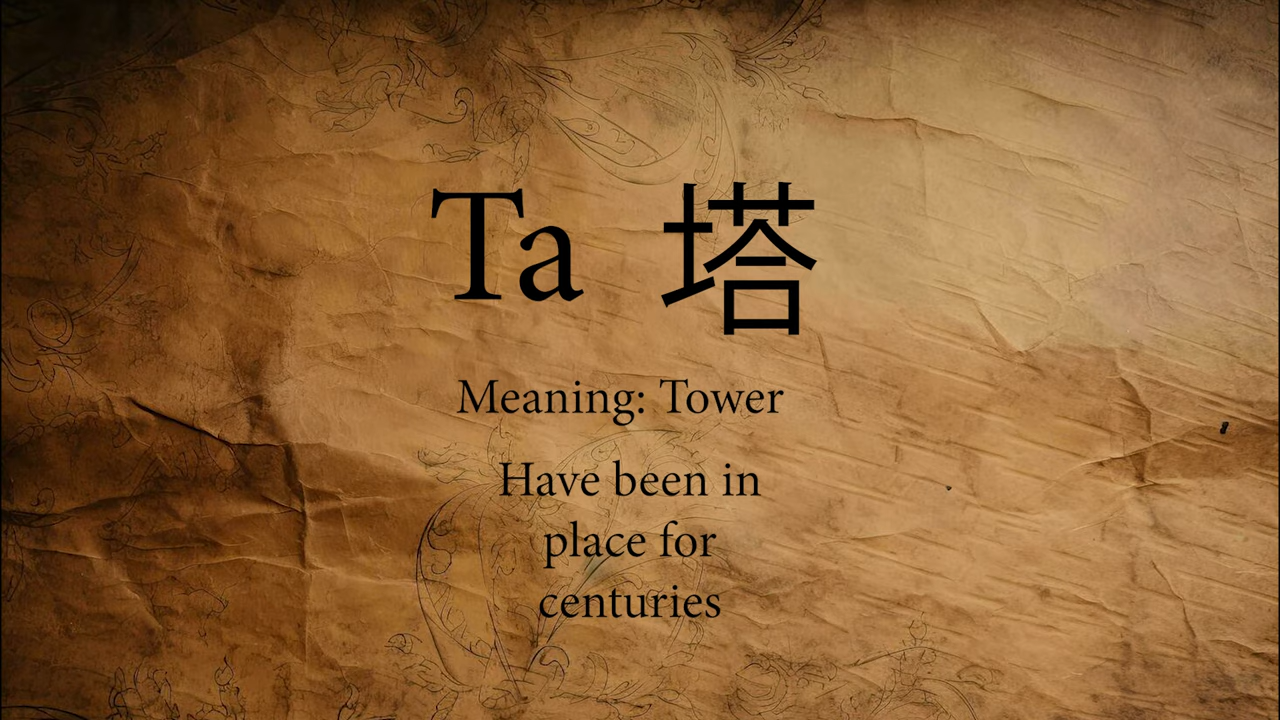 Ta 塔
Meaning: Tower
Have been in
place for
centuries